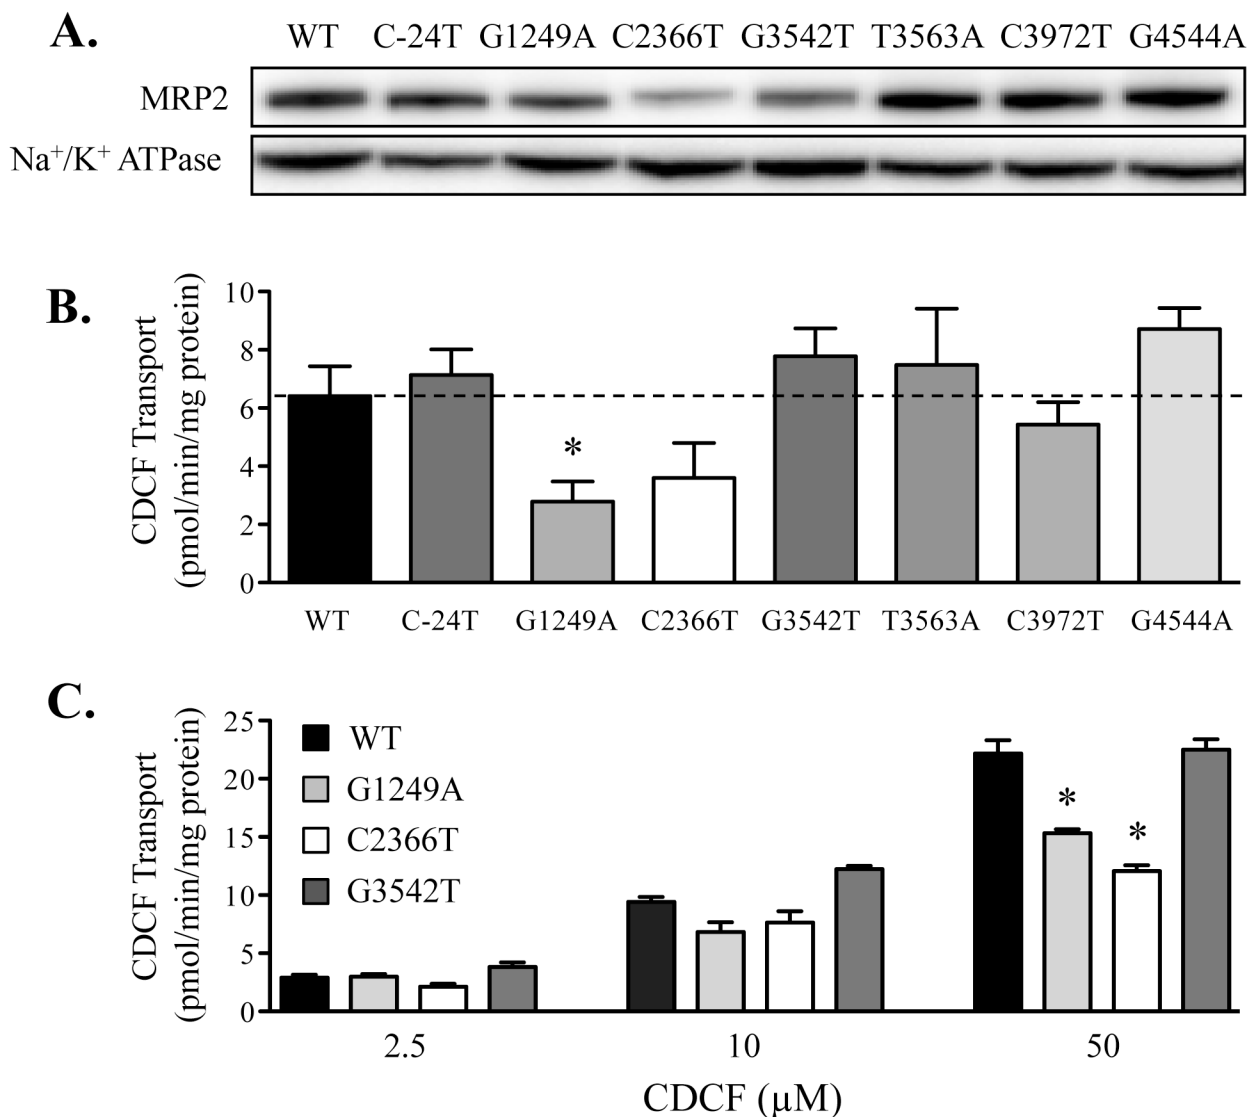 A.
WT C-24T G1249A C2366T G3542T T3563A C3972T G4544A
MRP2
Na⁺/K⁺ ATPase
B.
CDCF Transport
(pmol/min/mg protein)
10
8
6
4
2
0
*
WT C-24T G1249A C2366T G3542T T3563A C3972T G4544A
C.
CDCF Transport
(pmol/min/mg protein)
25
20
15
10
5
0
WT
G1249A
C2366T
G3542T
* *
2.5 10 50
CDCF (μM)